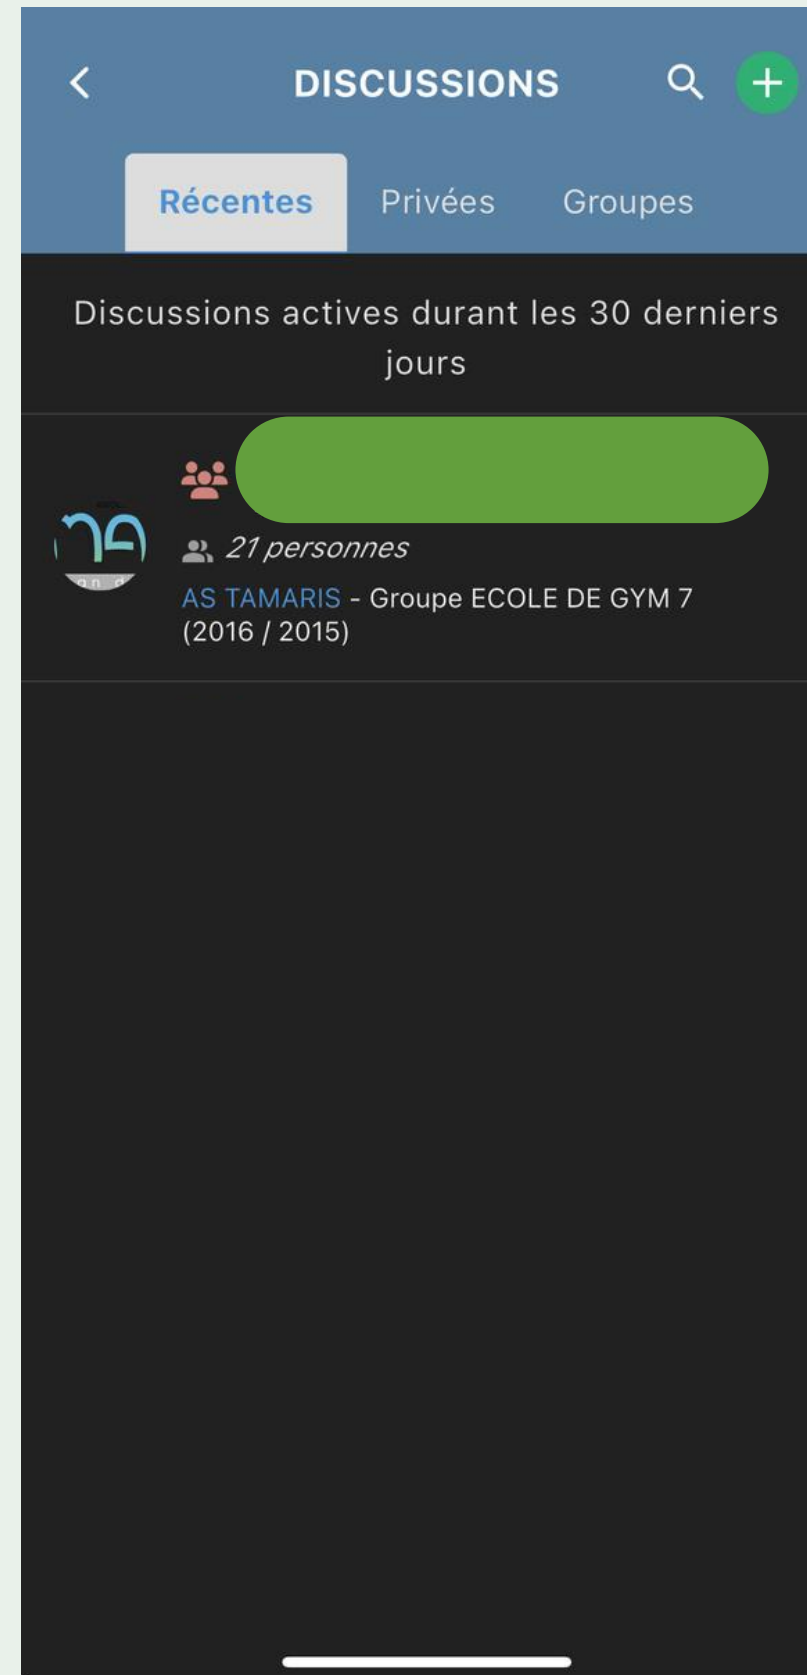 DISCUSSIONS
Récentes
Privées
Groupes
Discussions actives durant les 30 derniers
jours
21 personnes
AS TAMARIS - Groupe ECOLE DE GYM 7
(2016 / 2015)